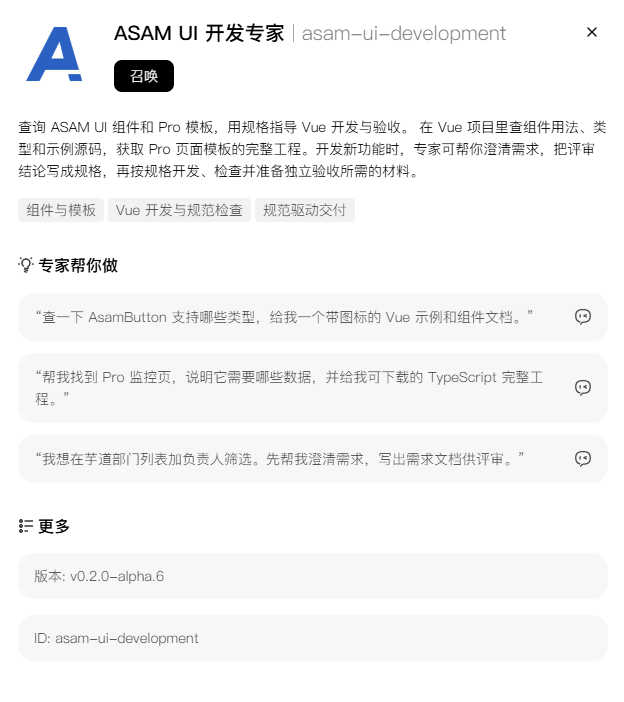 ASAM UI 开发专家 | asam-ui-development
召唤
查询 ASAM UI 组件和 Pro 模板，用规格指导 Vue 开发与验收。 在 Vue 项目里查组件用法、类
型和示例源码，获取 Pro 页面模板的完整工程。开发新功能时，专家可帮你澄清需求，把评审
结论写成规格，再按规格开发、检查并准备独立验收所需的材料。
组件与模板 Vue 开发与规范检查 规范驱动交付
专家帮你做
“查一下 AsamButton 支持哪些类型，给我一个带图标的 Vue 示例和组件文档。”
“帮我找到 Pro 监控页，说明它需要哪些数据，并给我可下载的 TypeScript 完整工
程。”
“我想在芋道部门列表加负责人筛选。先帮我澄清需求，写出需求文档供评审。”
更多
版本: v0.2.0-alpha.6
ID: asam-ui-development